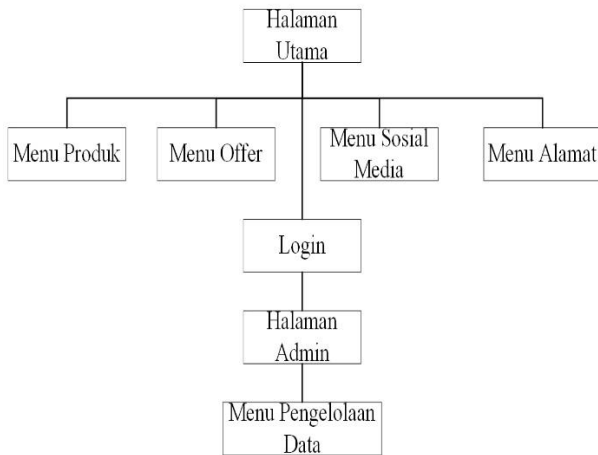 Halaman
Utama
Menu Produk
Menu Offer
Menu Sosial
Media
Menu Alamat
Login
Halaman
Admin
Menu Pengelolaan
Data